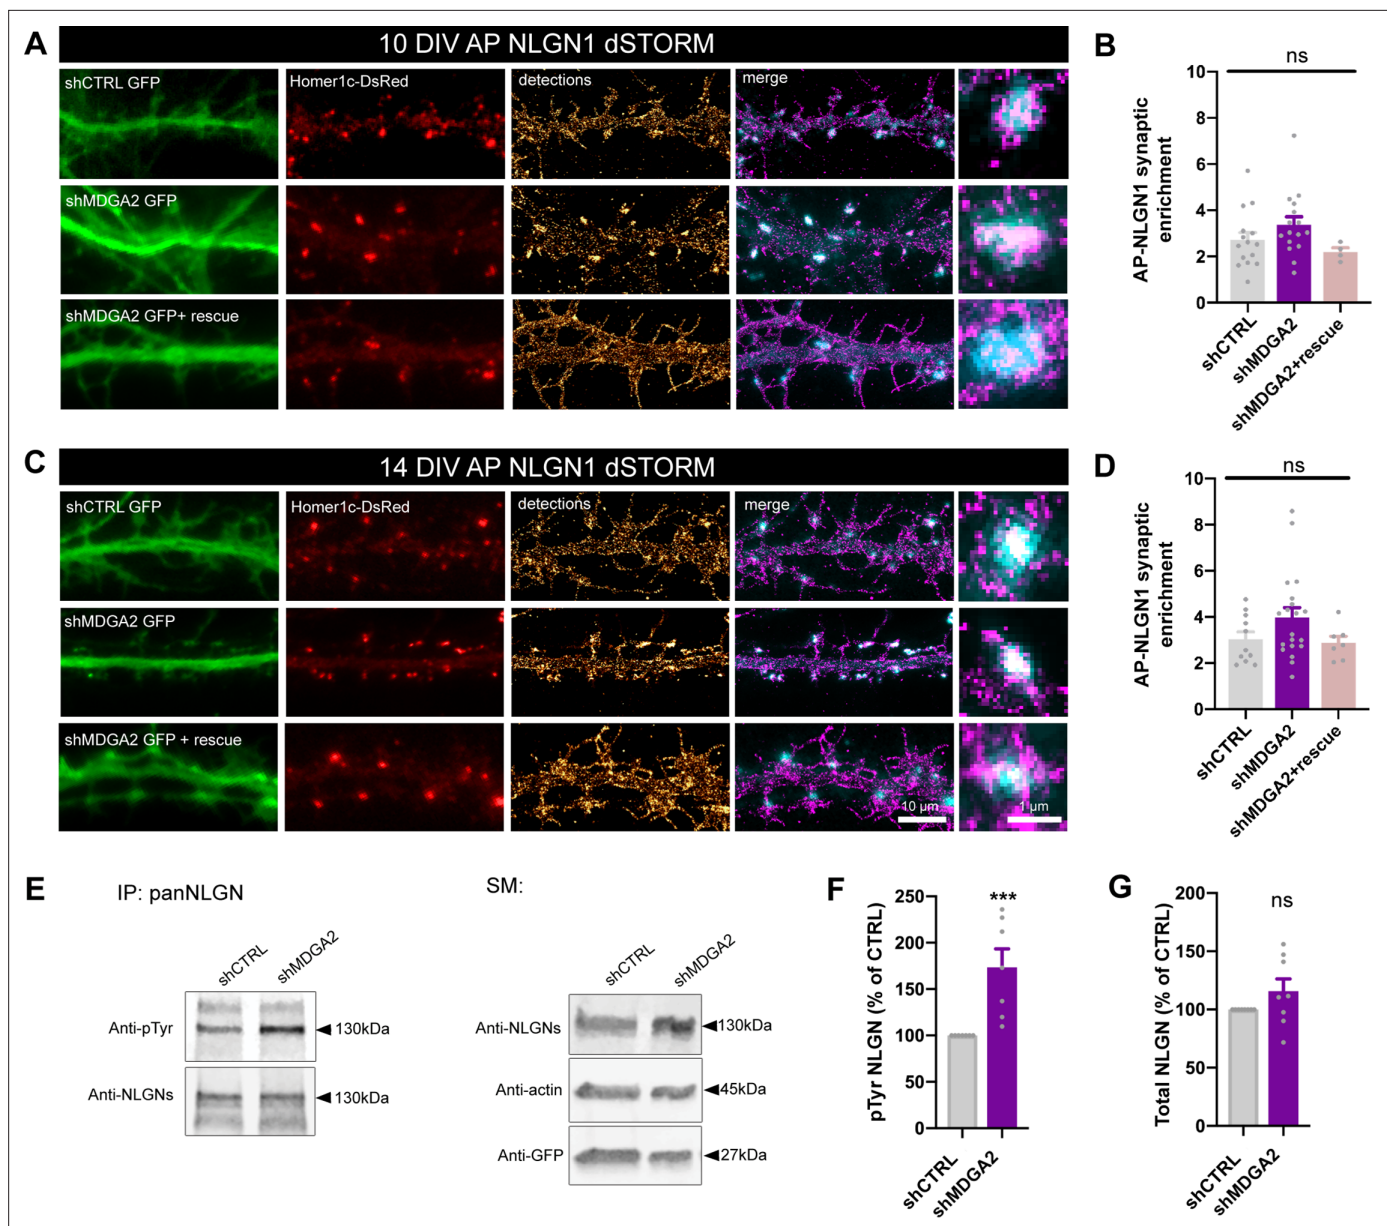 A
10 DIV AP NLGN1 dSTORM
shCTRL GFP
Homer1c-DsRed
detections
merge
shMDGA2 GFP
shMDGA2 GFP+ rescue
B
ns
10
8
6
4
2
0
AP-NLGN1 synaptic
enrichment
shCTRL
shMDGA2
shMDGA2+rescue
C
14 DIV AP NLGN1 dSTORM
shCTRL GFP
Homer1c-DsRed
detections
merge
shMDGA2 GFP
shMDGA2 GFP + rescue
10 µm
1 µm
D
ns
10
8
6
4
2
0
AP-NLGN1 synaptic
enrichment
shCTRL
shMDGA2
shMDGA2+rescue
E
IP: panNLGN
shCTRL
shMDGA2
Anti-pTyr
130kDa
Anti-NLGNs
130kDa
SM:
shCTRL
shMDGA2
Anti-NLGNs
130kDa
Anti-actin
45kDa
Anti-GFP
27kDa
F
250
200
150
100
50
0
***
pTyr NLGN (% of CTRL)
shCTRL
shMDGA2
G
200
150
100
50
0
ns
Total NLGN (% of CTRL)
shCTRL
shMDGA2